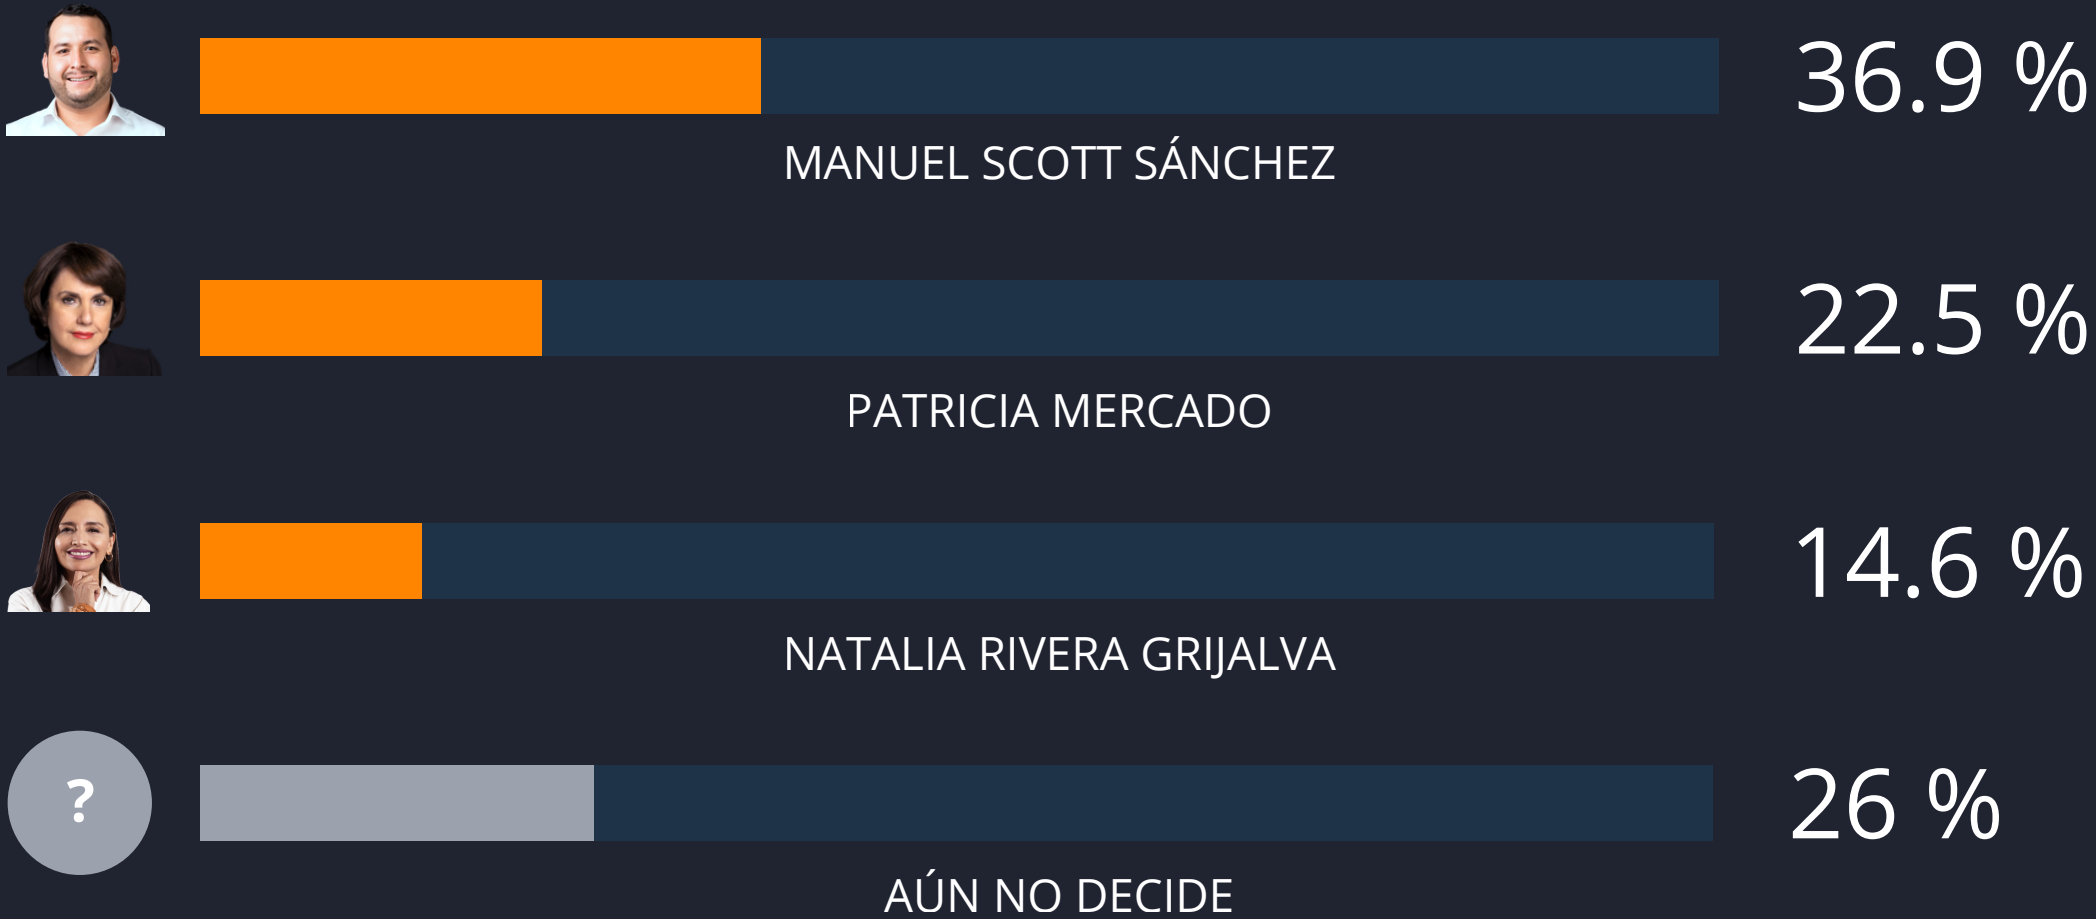 36.9 %
MANUEL SCOTT SÁNCHEZ
22.5 %
PATRICIA MERCADO
14.6 %
NATALIA RIVERA GRIJALVA
?
26 %
AÚN NO DECIDE